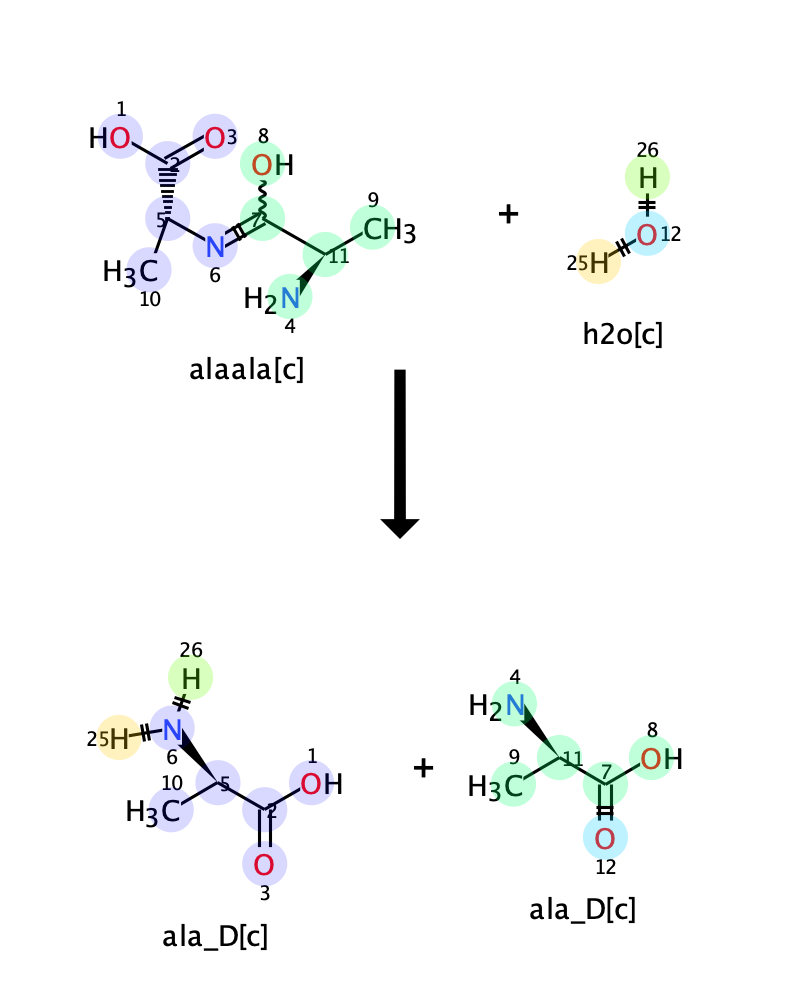 1
HO
O3
2
8
OH
9
CH3
5
7
N
6
11
H3C
10
H2N
4
alaala[c]
+
26
H
O12
25H
h2o[c]
26
H
25H
N
6
1
OH
10
5
2
H3C
O
3
ala_D[c]
+
4
H2N
8
OH
9
11
7
H3C
O
12
ala_D[c]